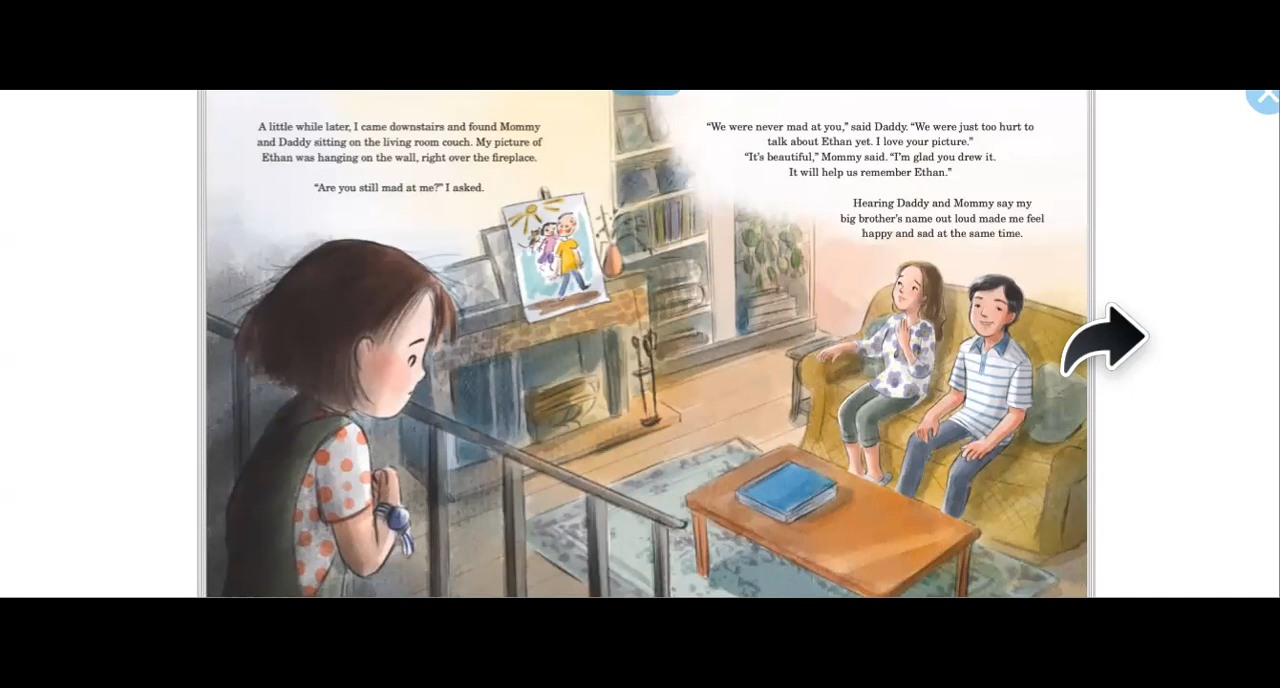 A little while later, I came downstairs and found Mommy
and Daddy sitting on the living room couch. My picture of
Ethan was hanging on the wall, right over the fireplace.
“Are you still mad at me?” I asked.
“We were never mad at you,” said Daddy. “We were just too hurt to
talk about Ethan yet. I love your picture.”
“It’s beautiful,” Mommy said. “I’m glad you drew it.
It will help us remember Ethan.”
Hearing Daddy and Mommy say my
big brother’s name out loud made me feel
happy and sad at the same time.